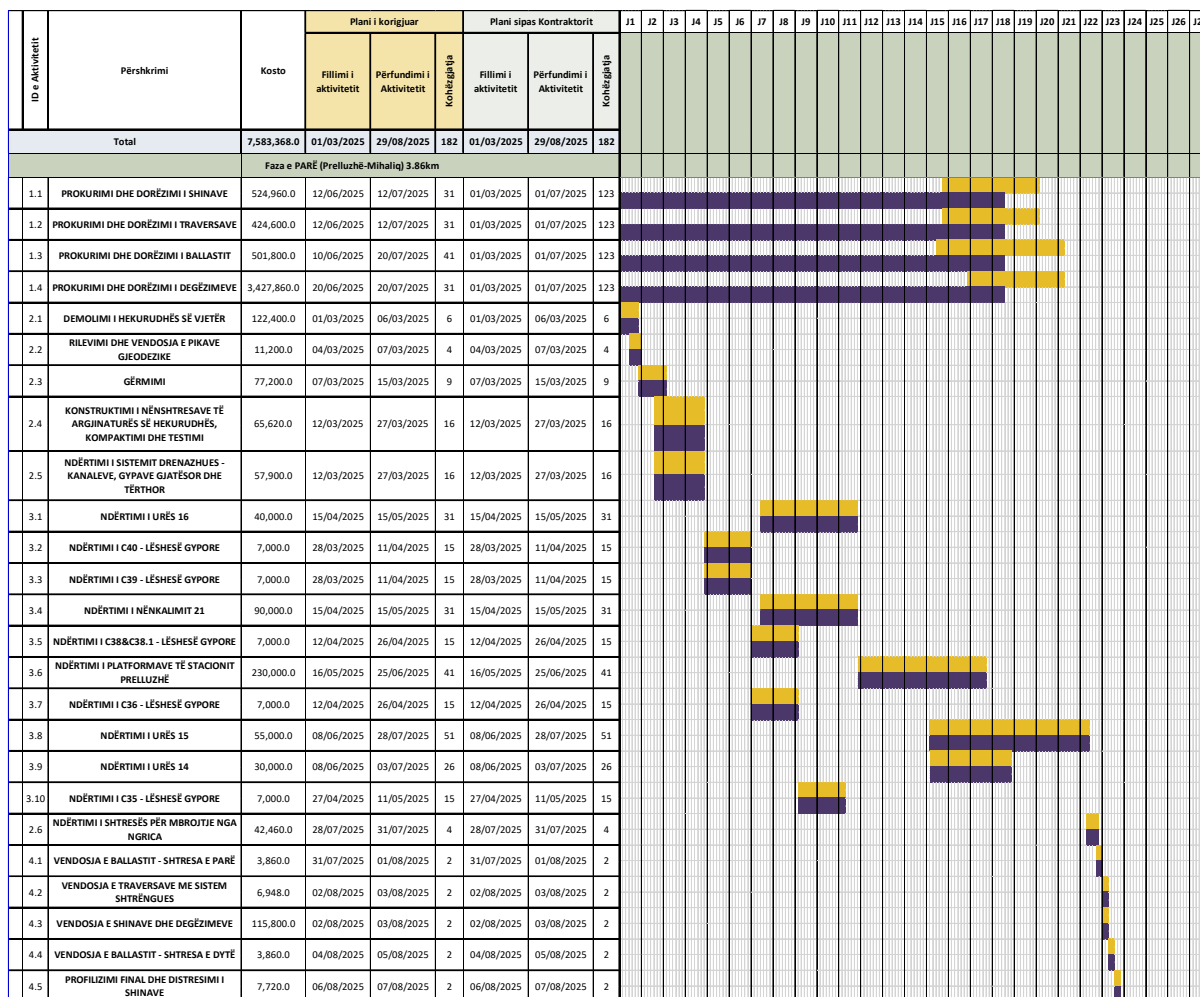 Plani i korigjuar Plani sipas Kontraktorit J1 J2 J3 J4 J5 J6 J7 J8 J9 J10 J11 J12 J13 J14 J15 J16 J17 J18 J19 J20 J21 J22 J23 J24 J25 J26
ID e Aktivitetit Përshkrimi Kosto Fillimi i aktivitetit Përfundimi i Aktivitetit Kohëzgjatja Fillimi i aktivitetit Përfundimi i Aktivitetit Kohëzgjatja
Total 7,583,368.0 01/03/2025 29/08/2025 182 01/03/2025 29/08/2025 182
Faza e PARË (Prelluzhë-Mihaliq) 3.86km
1.1 PROKURIMI DHE DORËZIMI I SHINAVE 524,960.0 12/06/2025 12/07/2025 31 01/03/2025 01/07/2025 123
1.2 PROKURIMI DHE DORËZIMI I TRAVERSAVE 424,600.0 12/06/2025 12/07/2025 31 01/03/2025 01/07/2025 123
1.3 PROKURIMI DHE DORËZIMI I BALLASTIT 501,800.0 10/06/2025 20/07/2025 41 01/03/2025 01/07/2025 123
1.4 PROKURIMI DHE DORËZIMI I DEGËZIMEVE 3,427,860.0 20/06/2025 20/07/2025 31 01/03/2025 01/07/2025 123
2.1 DEMOLIMI I HEKURUDHËS SË VJETËR 122,400.0 01/03/2025 06/03/2025 6 01/03/2025 06/03/2025 6
2.2 RILEVIMI DHE VENDOSJA E PIKAVE
GJEODEZIKE 11,200.0 04/03/2025 07/03/2025 4 04/03/2025 07/03/2025 4
2.3 GËRMIMI 77,200.0 07/03/2025 15/03/2025 9 07/03/2025 15/03/2025 9
2.4 KONSTRUKTIMI I NËNSHTRESAVE TË
ARGJINATURËS SË HEKURUDHËS,
KOMPAKTIMI DHE TESTIMI 65,620.0 12/03/2025 27/03/2025 16 12/03/2025 27/03/2025 16
2.5 NDËRTIMI I SISTEMIT DRENAZHUES -
KANALEVE, GYPAVE GJATËSOR DHE
TËRTHOR 57,900.0 12/03/2025 27/03/2025 16 12/03/2025 27/03/2025 16
3.1 NDËRTIMI I URËS 16 40,000.0 15/04/2025 15/05/2025 31 15/04/2025 15/05/2025 31
3.2 NDËRTIMI I C40 - LËSHESË GYPORE 7,000.0 28/03/2025 11/04/2025 15 28/03/2025 11/04/2025 15
3.3 NDËRTIMI I C39 - LËSHESË GYPORE 7,000.0 28/03/2025 11/04/2025 15 28/03/2025 11/04/2025 15
3.4 NDËRTIMI I NËNKALIMIT 21 90,000.0 15/04/2025 15/05/2025 31 15/04/2025 15/05/2025 31
3.5 NDËRTIMI I C38&C38.1 - LËSHESË GYPORE 7,000.0 12/04/2025 26/04/2025 15 12/04/2025 26/04/2025 15
3.6 NDËRTIMI I PLATFORMAVE TË STACIONIT
PRELLUZHË 230,000.0 16/05/2025 25/06/2025 41 16/05/2025 25/06/2025 41
3.7 NDËRTIMI I C36 - LËSHESË GYPORE 7,000.0 12/04/2025 26/04/2025 15 12/04/2025 26/04/2025 15
3.8 NDËRTIMI I URËS 15 55,000.0 08/06/2025 28/07/2025 51 08/06/2025 28/07/2025 51
3.9 NDËRTIMI I URËS 14 30,000.0 08/06/2025 03/07/2025 26 08/06/2025 03/07/2025 26
3.10 NDËRTIMI I C35 - LËSHESË GYPORE 7,000.0 27/04/2025 11/05/2025 15 27/04/2025 11/05/2025 15
2.6 NDËRTIMI I SHTRESËS PËR MBROJTJE NGA
NGRICA 42,460.0 28/07/2025 31/07/2025 4 28/07/2025 31/07/2025 4
4.1 VENDOSJA E BALLASTIT - SHTRESA E PARË 3,860.0 31/07/2025 01/08/2025 2 31/07/2025 01/08/2025 2
4.2 VENDOSJA E TRAVERSAVE ME SISTEM
SHTRËNGUES 6,948.0 02/08/2025 03/08/2025 2 02/08/2025 03/08/2025 2
4.3 VENDOSJA E SHINAVE DHE DEGËZIMEVE 115,800.0 02/08/2025 03/08/2025 2 02/08/2025 03/08/2025 2
4.4 VENDOSJA E BALLASTIT - SHTRESA E DYTË 3,860.0 04/08/2025 05/08/2025 2 04/08/2025 05/08/2025 2
4.5 PROFILIZIMI FINAL DHE DISTRESIMI I
SHINAVE 7,720.0 06/08/2025 07/08/2025 2 06/08/2025 07/08/2025 2